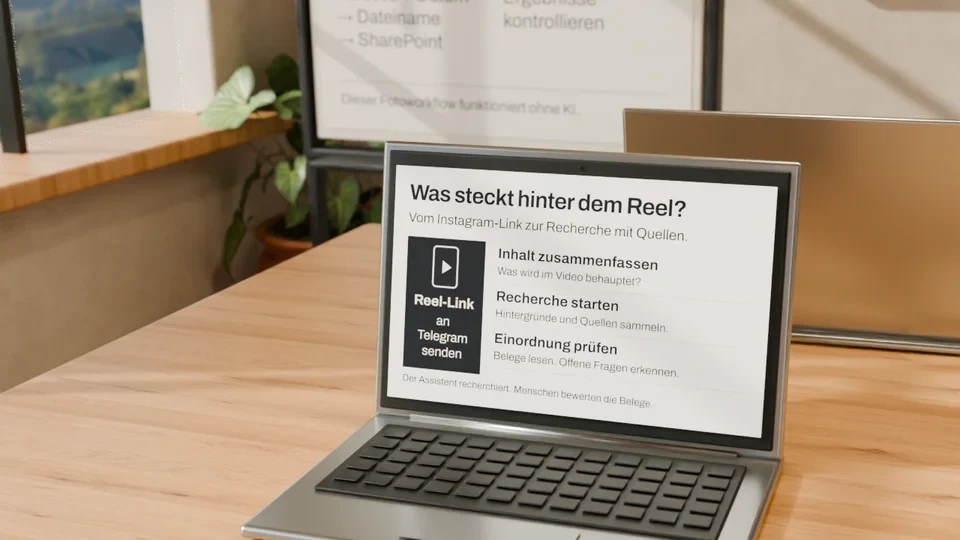 → Dateiname
→ SharePoint
Ergebnisse
kontrollieren
Dieser Fotoworkflow funktioniert ohne KI.
Was steckt hinter dem Reel?
Vom Instagram-Link zur Recherche mit Quellen.
Reel-Link
an
Telegram
senden
Inhalt zusammenfassen
Was wird im Video behauptet?
Recherche starten
Hintergründe und Quellen sammeln.
Einordnung prüfen
Belege lesen. Offene Fragen erkennen.
Der Assistent recherchiert. Menschen bewerten die Belege.